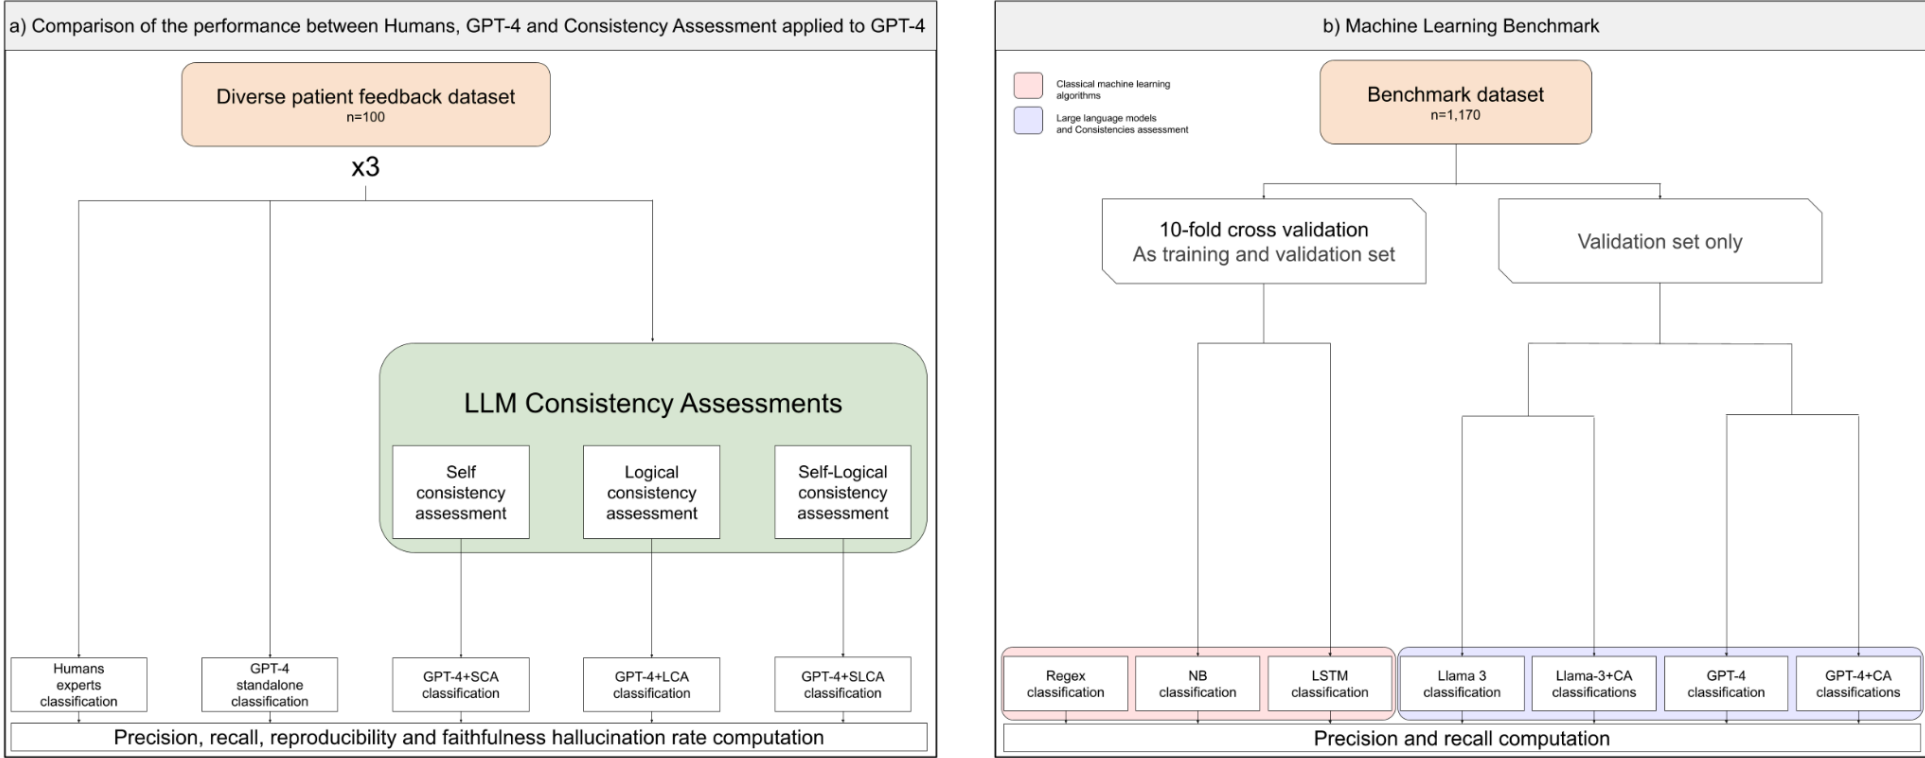 a) Comparison of the performance between Humans, GPT-4 and Consistency Assessment applied to GPT-4
Diverse patient feedback dataset
n=100
x3
LLM Consistency Assessments
Self
consistency
assessment
Logical
consistency
assessment
Self-Logical
consistency
assessment
Humans
experts
classification
GPT-4
standalone
classification
GPT-4+SCA
classification
GPT-4+LCA
classification
GPT-4+SLCA
classification
Precision, recall, reproducibility and faithfulness hallucination rate computation
b) Machine Learning Benchmark
Classical machine learning
algorithms
Large language models
and Consistencies assessment
Benchmark dataset
n=1,170
10-fold cross validation
As training and validation set
Validation set only
Regex
classification
NB
classification
LSTM
classification
Llama 3
classification
Llama-3+CA
classifications
GPT-4
classification
GPT-4+CA
classifications
Precision and recall computation